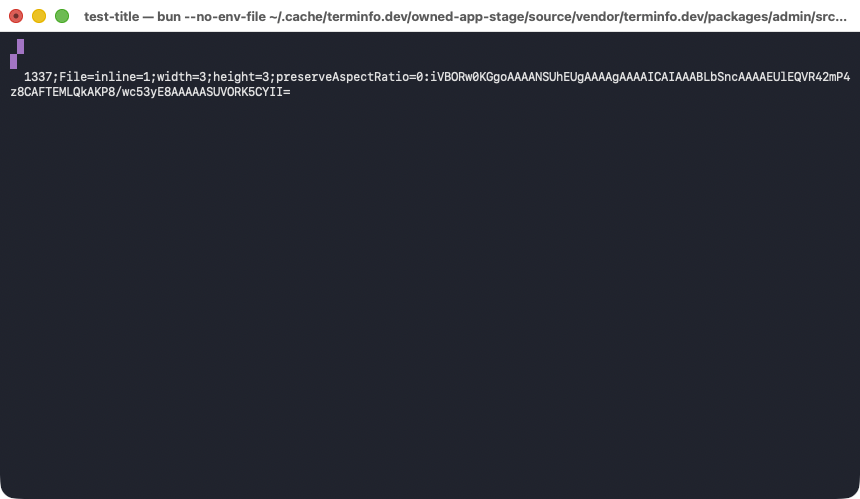 test-title — bun --no-env-file ~/.cache/terminfo.dev/owned-app-stage/source/vendor/terminfo.dev/packages/admin/src...
1337;File=inline=1;width=3;height=3;preserveAspectRatio=0:iVBORw0KGgoAAAANSUhEUgAAAAgAAAAICAIAAABLbSncAAAAEUlEQVR42mP4
z8CAFTEMLQkAKP8/wc53yE8AAAAASUVORK5CYII=